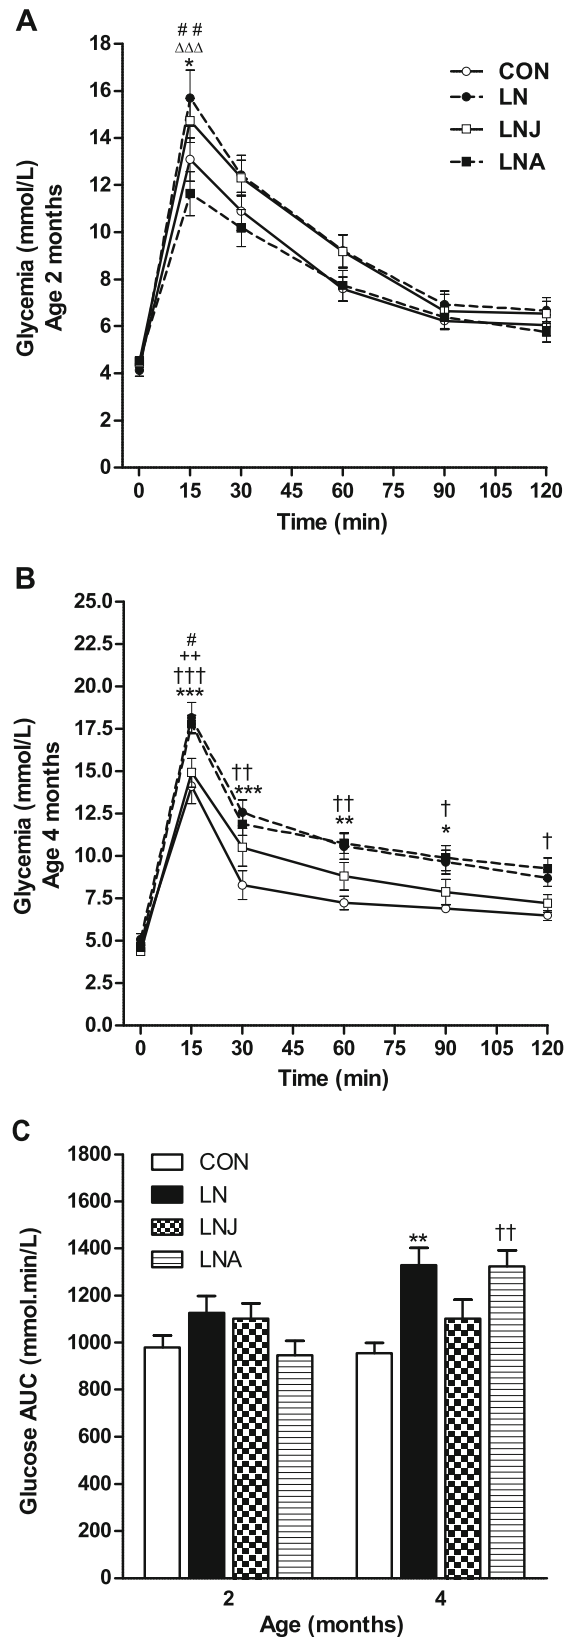 A
# #
ΔΔΔ
*
18
16
14
12
10
8
6
4
2
0
Glycemia (mmol/L)
Age 2 months
CON
LN
LNJ
LNA
0 15 30 45 60 75 90 105 120
Time (min)
B
25.0
22.5
20.0
17.5
15.0
12.5
10.0
7.5
5.0
2.5
0.0
Glycemia (mmol/L)
Age 4 months
#
++
†††
***
††
***
††
**
†
*
†
0 15 30 45 60 75 90 105 120
Time (min)
C
1800
1600
1400
1200
1000
800
600
400
200
0
Glucose AUC (mmol.min/L)
CON
LN
LNJ
LNA
** ††
2 4
Age (months)